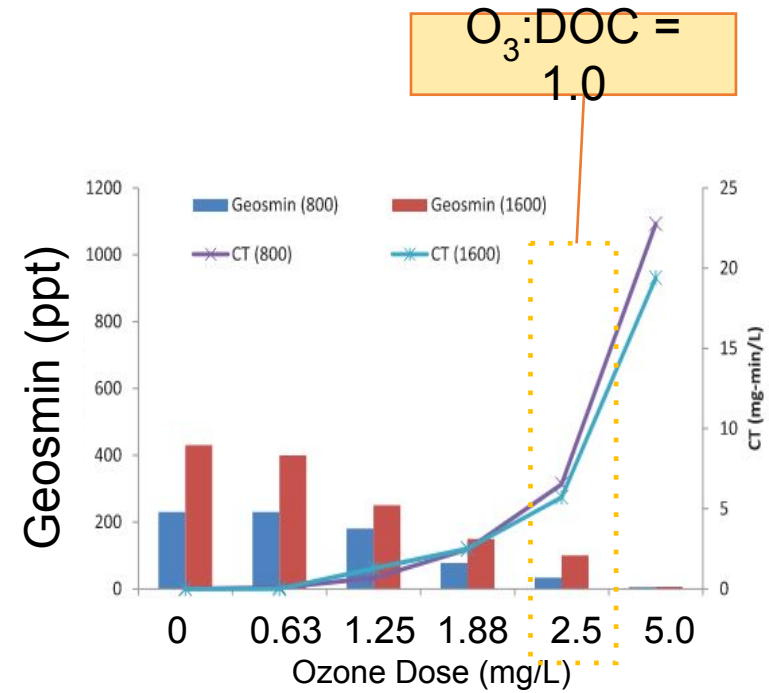 O₃:DOC =
1.0
1200
1000
800
600
400
200
0
Geosmin (ppt)
Geosmin (800)
Geosmin (1600)
CT (800)
CT (1600)
25
20
15
10
5
0
CT (mg-min/L)
0 0.63 1.25 1.88 2.5 5.0
Ozone Dose (mg/L)